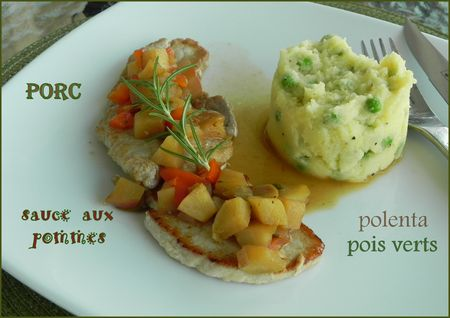 PORC
sauce aux
pommes
polenta
pois verts